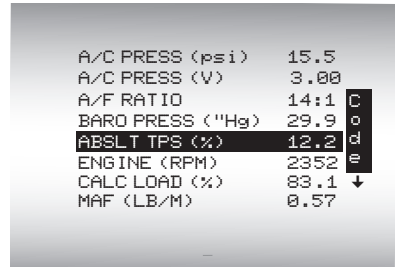 A/C PRESS (psi) 15.5
A/C PRESS (V) 3.00
A/F RATIO 14:1
BARO PRESS ("Hg) 29.9
ABSLT TPS (%) 12.2
ENGINE (RPM) 2352
CALC LOAD (%) 83.1
MAF (LB/M) 0.57
Code